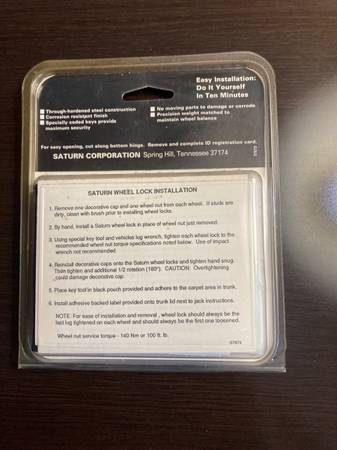 Easy Installation:
Do It Yourself
In Ten Minutes
Through-hardened steel construction
Corrosion resistant finish
Specially coded keys provide
maximum security
No moving parts to damage or corrode
Precision weight matched to
maintain wheel balance
For easy opening, cut along bottom hinge. Remove and complete ID registration card.
SATURN CORPORATION Spring Hill, Tennessee 37174
SATURN WHEEL LOCK INSTALLATION
1. Remove one decorative cap and one wheel nut from each wheel. If studs are
dirty, clean with brush prior to installing wheel locks.
2. By hand, install a Saturn wheel lock in place of wheel nut just removed.
3. Using special key tool and vehicles lug wrench, tighten each wheel lock to the
recommended wheel nut torque specifications noted below. Use of impact
wrench not recommended.
4. Reinstall decorative caps onto the Saturn wheel locks and tighten hand snug.
Then tighten and additional 1/2 rotation (180°). CAUTION: Overtightening
could damage decorative cap.
5. Place key tool in black pouch provided and adhere to the carpet area in trunk.
6. Install adhesive backed label provided onto trunk lid next to jack instructions.
NOTE: For ease of installation and removal, wheel lock should always be the
last lug tightened on each wheel and should always be the first one loosened.
Wheel nut service torque - 140 Nm or 100 ft. lb.